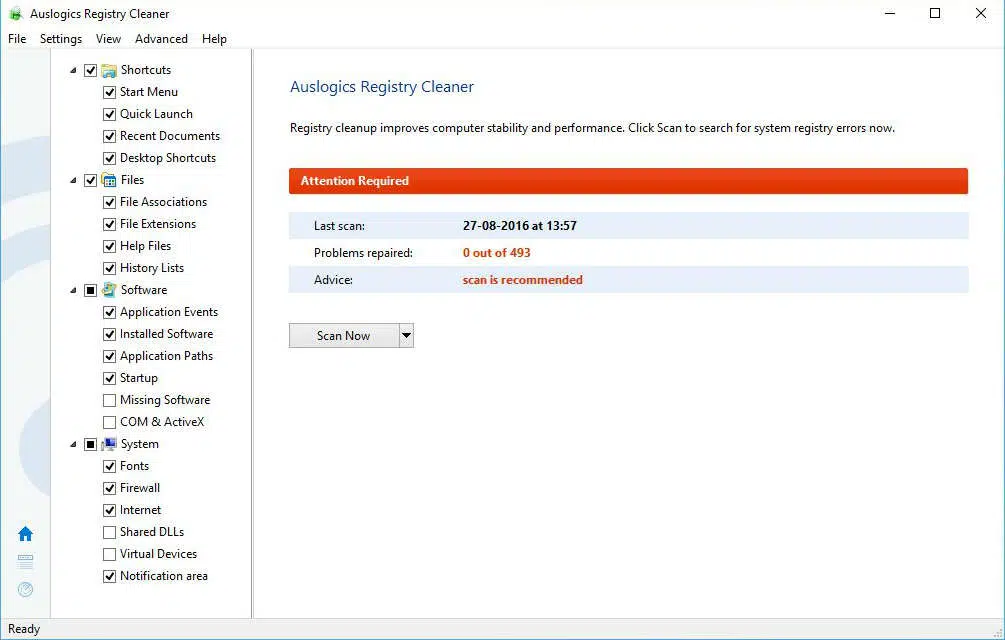 Auslogics Registry Cleaner
File Settings View Advanced Help
Shortcuts
Start Menu
Quick Launch
Recent Documents
Desktop Shortcuts
Files
File Associations
File Extensions
Help Files
History Lists
Software
Application Events
Installed Software
Application Paths
Startup
Missing Software
COM & ActiveX
System
Fonts
Firewall
Internet
Shared DLLs
Virtual Devices
Notification area
Auslogics Registry Cleaner
Registry cleanup improves computer stability and performance. Click Scan to search for system registry errors now.
Attention Required
Last scan: 27-08-2016 at 13:57
Problems repaired: 0 out of 493
Advice: scan is recommended
Scan Now
Ready